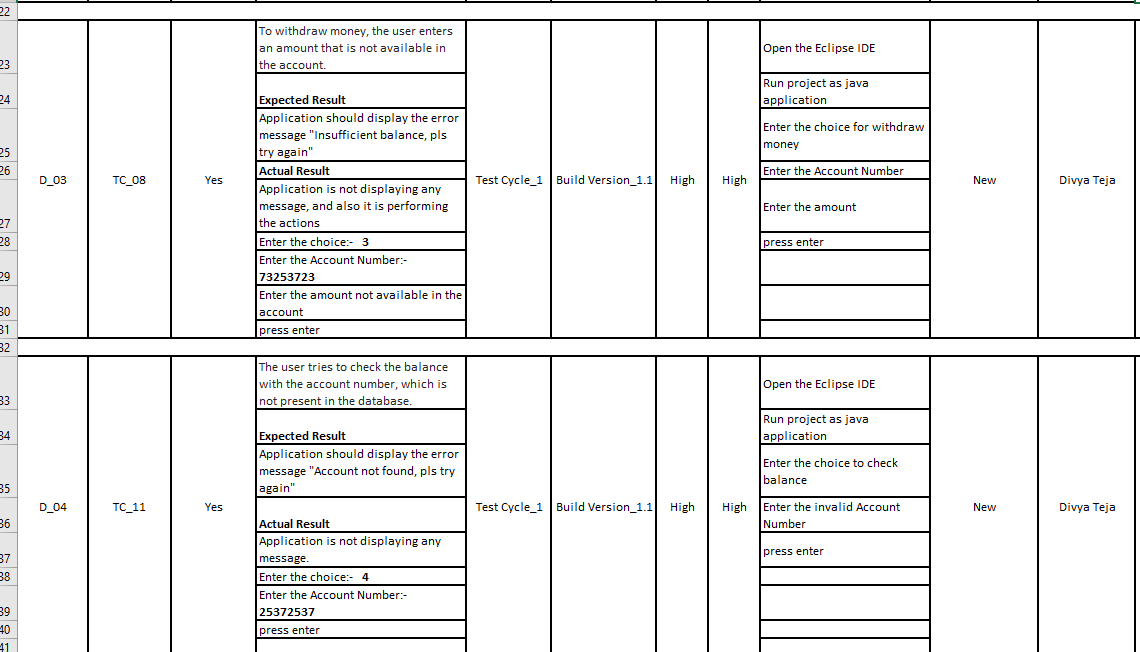 22
To withdraw money, the user enters
an amount that is not available in
the account.
Open the Eclipse IDE
23
Run project as java
application
Expected Result
24
Application should display the error
message "Insufficient balance, pls
try again"
Enter the choice for withdraw
money
25
26
Actual Result
Enter the Account Number
D_03
TC_08
Yes
Test Cycle_1
Build Version_1.1
High
High
New
Divya Teja
Application is not displaying any
message, and also it is performing
the actions
Enter the amount
27
28
Enter the choice:- 3
press enter
Enter the Account Number:-
73253723
29
Enter the amount not available in the
account
30
31
press enter
32
The user tries to check the balance
with the account number, which is
not present in the database.
Open the Eclipse IDE
33
Run project as java
application
Expected Result
34
Application should display the error
message "Account not found, pls try
again"
Enter the choice to check
balance
35
D_04
TC_11
Yes
Test Cycle_1
Build Version_1.1
High
High
Enter the invalid Account
Number
New
Divya Teja
Actual Result
36
Application is not displaying any
message.
press enter
37
38
Enter the choice:- 4
Enter the Account Number:-
25372537
39
40
press enter
41